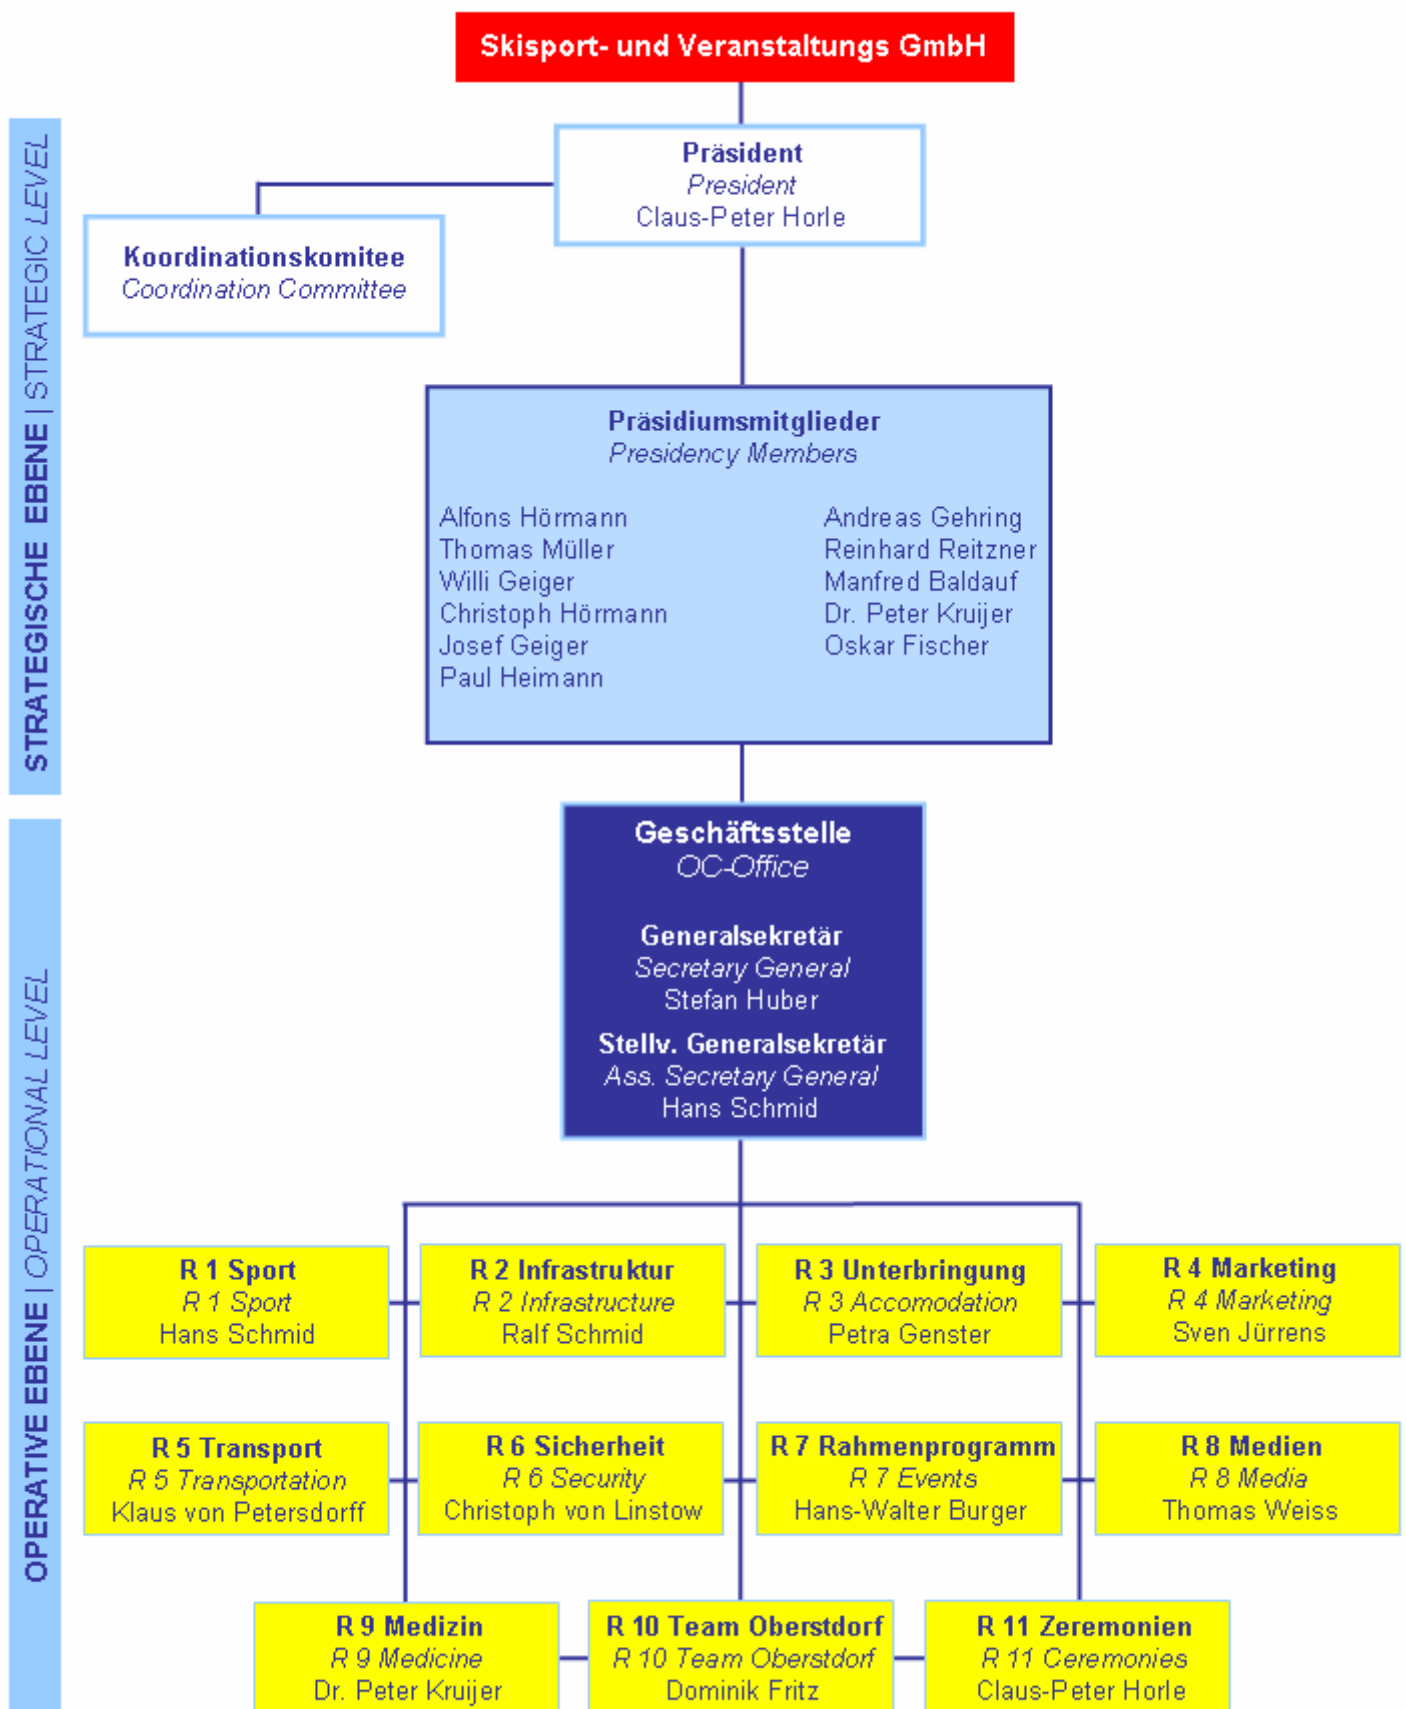 Skisport- und Veranstaltungs GmbH
STRATEGISCHE EBENE | STRATEGIC LEVEL
Präsident
President
Claus-Peter Horle
Koordinationskomitee
Coordination Committee
Präsidiumsmitglieder
Presidency Members
Alfons Hörmann
Thomas Müller
Willi Geiger
Christoph Hörmann
Josef Geiger
Paul Heimann
Andreas Gehring
Reinhard Reitzner
Manfred Baldauf
Dr. Peter Kruijer
Oskar Fischer
OPERATIVE EBENE | OPERATIONAL LEVEL
Geschäftsstelle
OC-Office
Generalsekretär
Secretary General
Stefan Huber
Stellv. Generalsekretär
Ass. Secretary General
Hans Schmid
R 1 Sport
R 1 Sport
Hans Schmid
R 2 Infrastruktur
R 2 Infrastructure
Ralf Schmid
R 3 Unterbringung
R 3 Accomodation
Petra Genster
R 4 Marketing
R 4 Marketing
Sven Jürrens
R 5 Transport
R 5 Transportation
Klaus von Petersdorff
R 6 Sicherheit
R 6 Security
Christoph von Linstow
R 7 Rahmenprogramm
R 7 Events
Hans-Walter Burger
R 8 Medien
R 8 Media
Thomas Weiss
R 9 Medizin
R 9 Medicine
Dr. Peter Kruijer
R 10 Team Oberstdorf
R 10 Team Oberstdorf
Dominik Fritz
R 11 Zeremonien
R 11 Ceremonies
Claus-Peter Horle